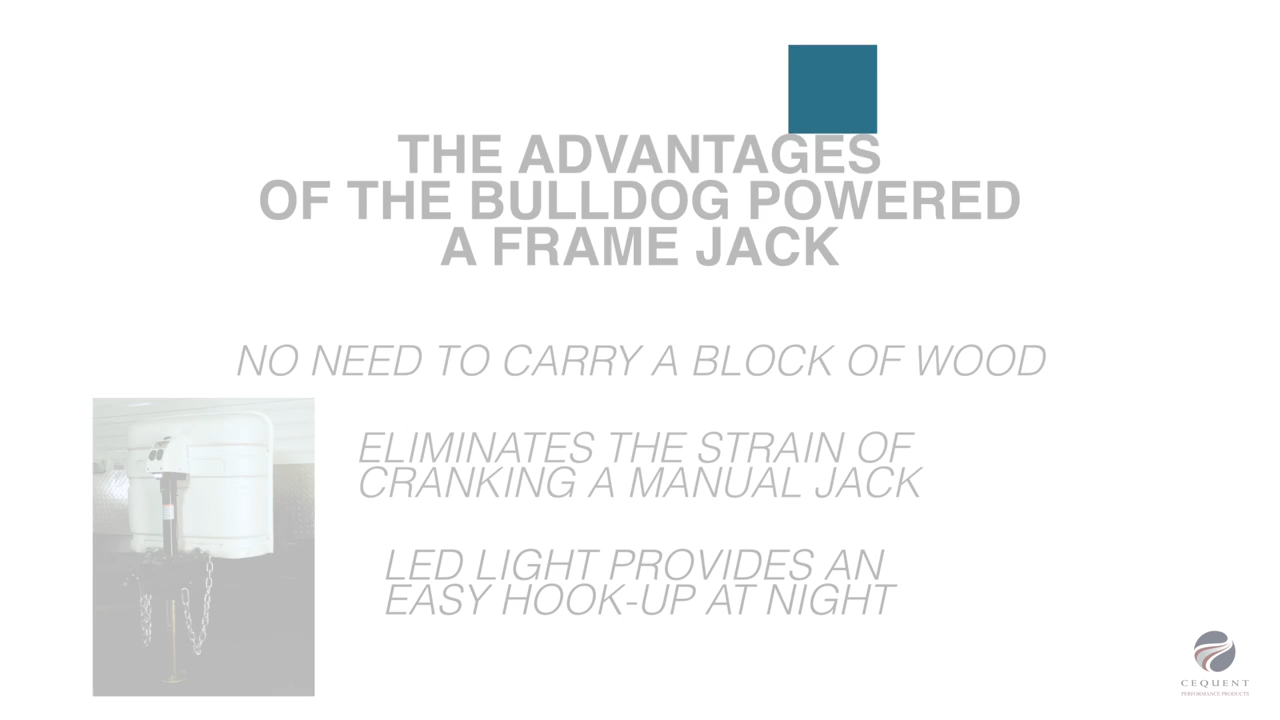 THE ADVANTAGES
OF THE BULLDOG POWERED
A FRAME JACK
NO NEED TO CARRY A BLOCK OF WOOD
ELIMINATES THE STRAIN OF
CRANKING A MANUAL JACK
LED LIGHT PROVIDES AN
EASY HOOK-UP AT NIGHT
CEQUENT
PERFORMANCE PRODUCTS